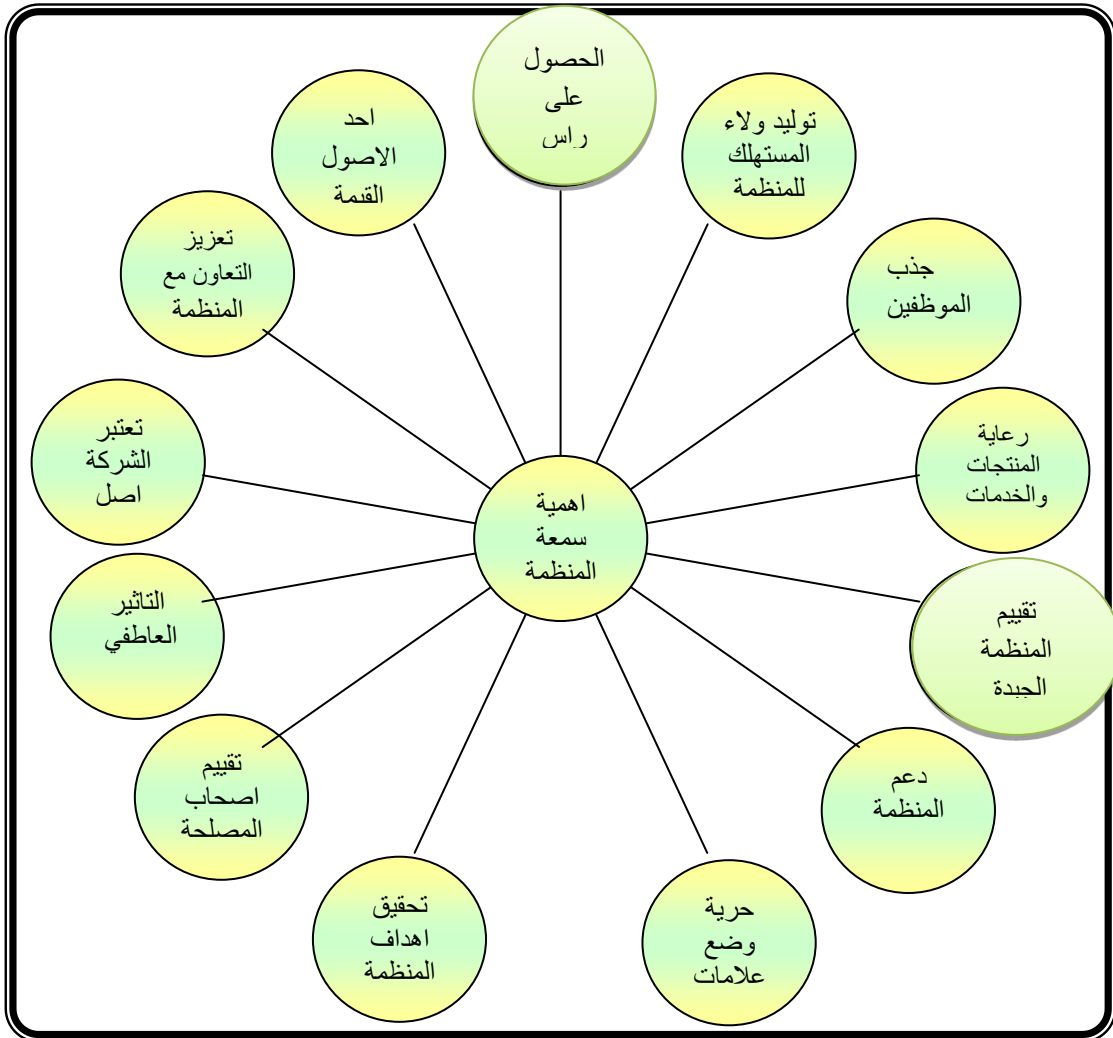 الحصول
على
راس
توليد ولاء
المستهلك
للمنظمة
جذب
الموظفين
رعاية
المنتجات
والخدمات
تقييم
المنظمة
الجيدة
دعم
المنظمة
حرية
وضع
علامات
تحقيق
اهداف
المنظمة
تقييم
اصحاب
المصلحة
التاثير
العاطفي
تعتبر
الشركة
اصل
تعزيز
التعاون مع
المنظمة
احد
الاصول
القيمة
اهمية
سمعة
المنظمة